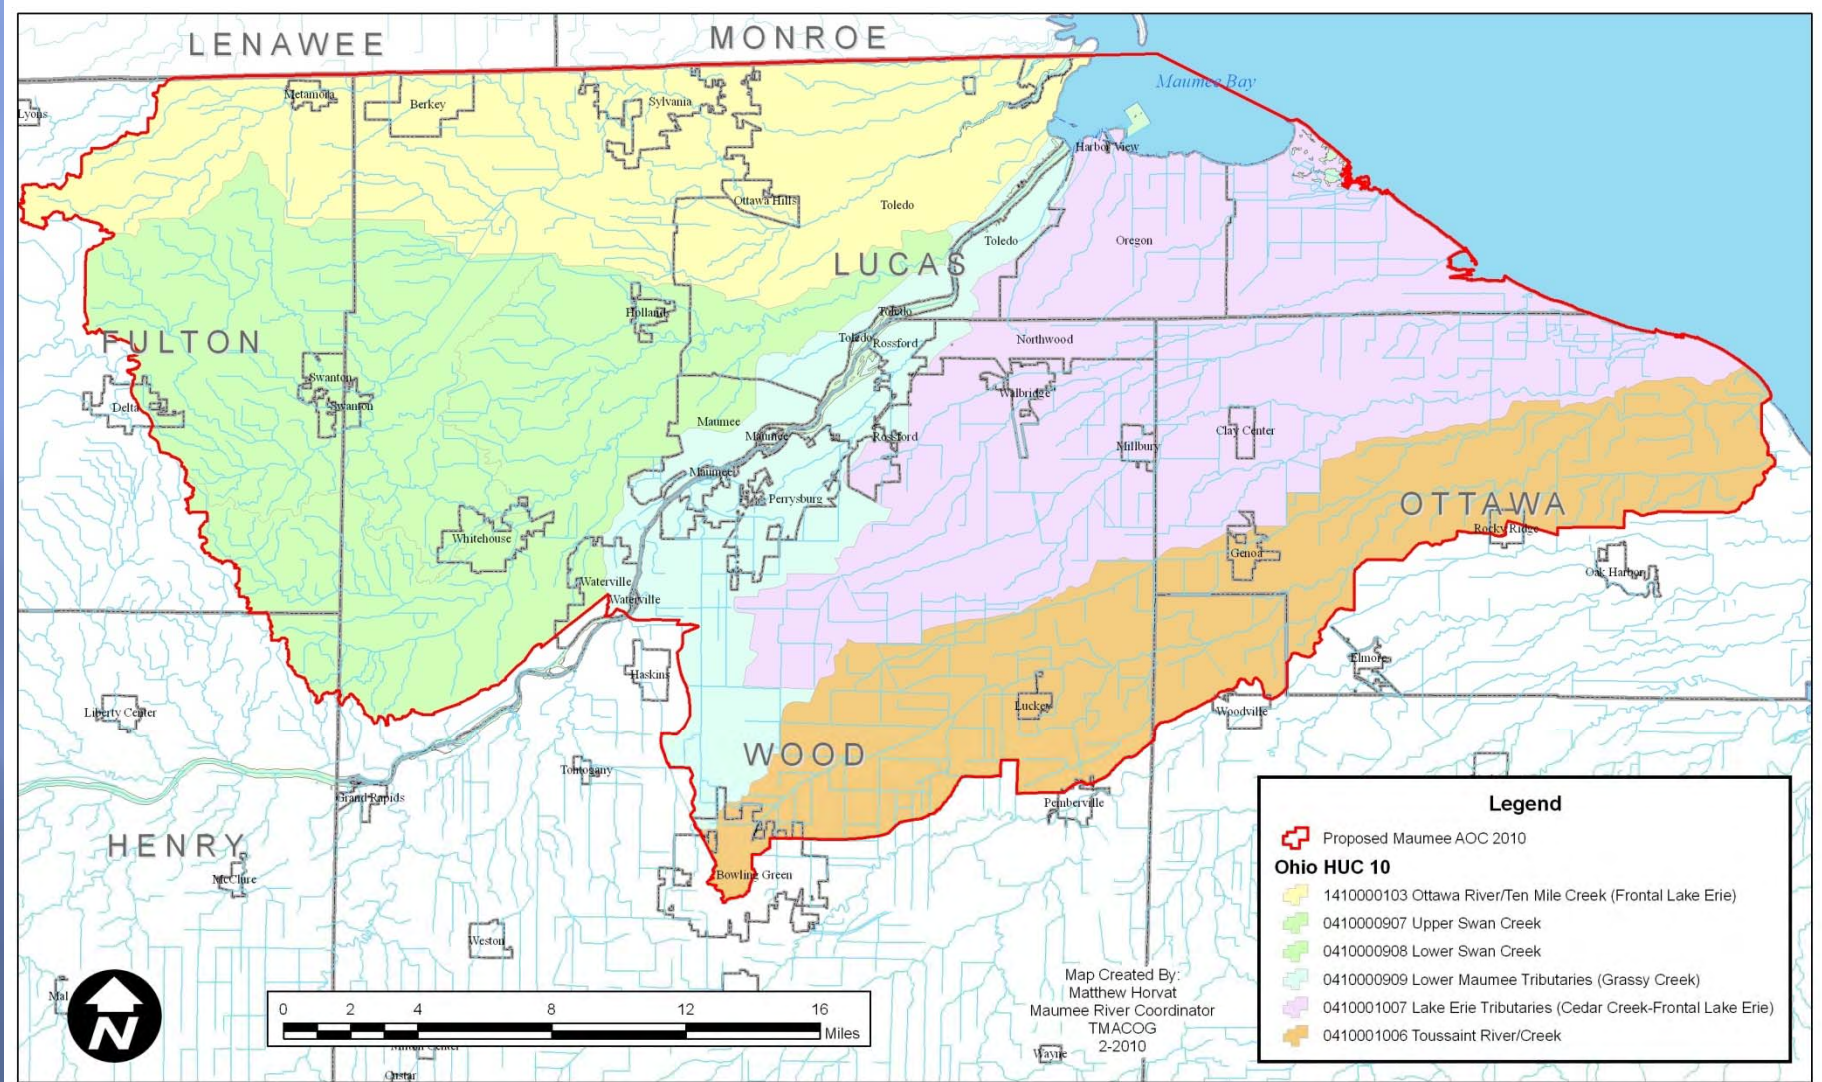 LENAWEE
MONROE
Maumee Bay
Metamora
Berkey
Sylvania
Lyons
Harbor View
Ottawa Hills
Toledo
Toledo
Oregon
LUCAS
Holland
Toledo
FULTON
Toledo
Rossford
Northwood
Swanton
Swanton
Delta
Walbridge
Maumee
Maumee
Rossford
Millbury
Clay Center
Maumee
Perrysburg
OTTAWA
Rocky Ridge
Whitehouse
Genoa
Oak Harbor
Waterville
Waterville
Haskins
Elmore
Liberty Center
Luckey
Woodville
WOOD
Tontogany
Grand Rapids
Pemberville
HENRY
McClure
Bowling Green
Weston
Mal
N
Milton Center
Custar
Wayne
0 2 4 8 12 16
Miles
Map Created By:
Matthew Horvat
Maumee River Coordinator
TMACOG
2-2010
Legend
Proposed Maumee AOC 2010
Ohio HUC 10
1410000103 Ottawa River/Ten Mile Creek (Frontal Lake Erie)
0410000907 Upper Swan Creek
0410000908 Lower Swan Creek
0410000909 Lower Maumee Tributaries (Grassy Creek)
0410001007 Lake Erie Tributaries (Cedar Creek-Frontal Lake Erie)
0410001006 Toussaint River/Creek